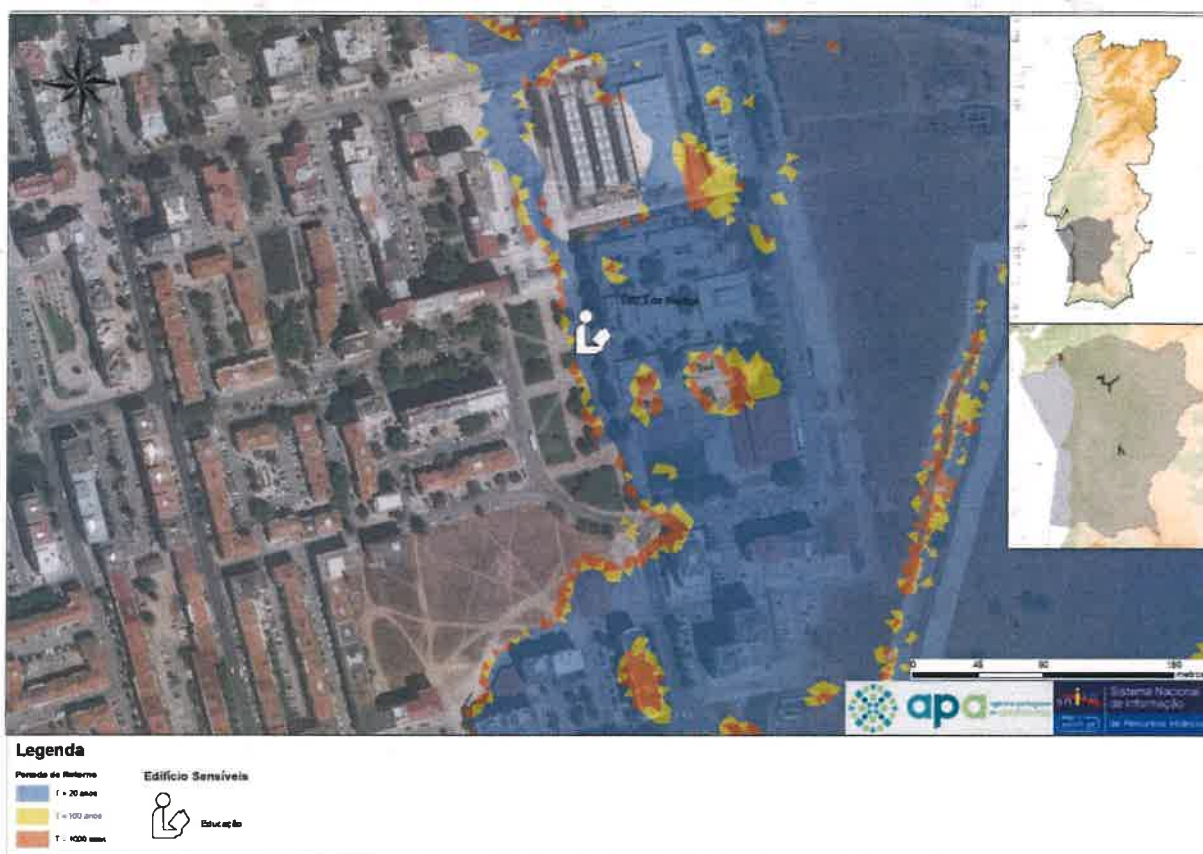 0 45 90 180
apa
Sistema Nacional
de Informação
de Recursos Hídricos
Legenda
Período de Retorno
T = 20 anos
T = 100 anos
T = 1000 anos
Edifício Sensíveis
Educação